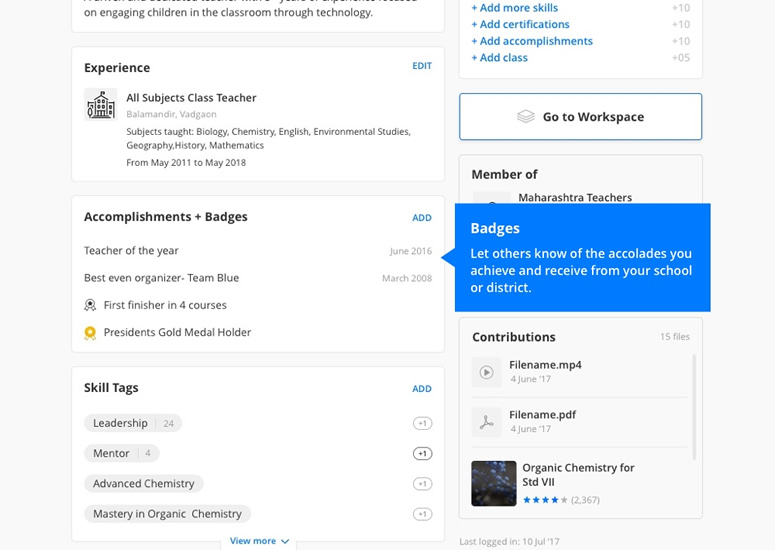 on engaging children in the classroom through technology.
Experience
EDIT
All Subjects Class Teacher
Balamandir, Vadgaon
Subjects taught: Biology, Chemistry, English, Environmental Studies,
Geography,History, Mathematics
From May 2011 to May 2018
Accomplishments + Badges
ADD
Teacher of the year
June 2016
Best even organizer- Team Blue
March 2008
First finisher in 4 courses
Presidents Gold Medal Holder
Skill Tags
ADD
Leadership 24
+1
Mentor 4
+1
Advanced Chemistry
+1
Mastery in Organic Chemistry
+1
View more
+ Add more skills
+10
+ Add certifications
+10
+ Add accomplishments
+10
+ Add class
+05
Go to Workspace
Member of
Maharashtra Teachers
Badges
Let others know of the accolades you
achieve and receive from your school
or district.
Contributions
15 files
Filename.mp4
4 June '17
Filename.pdf
4 June '17
Organic Chemistry for
Std VII
(2,367)
Last logged in: 10 Jul '17